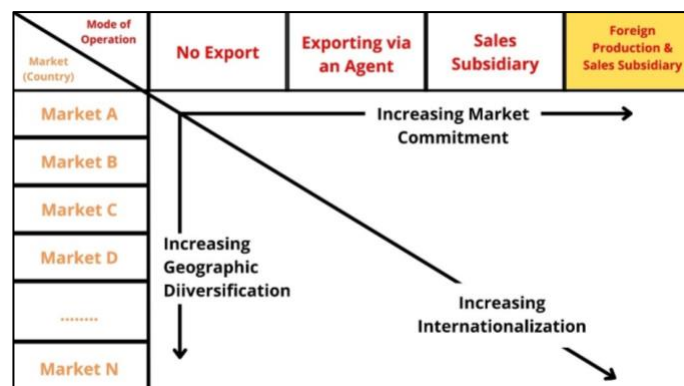 Mode of
Operation
Market
(Country)
No Export
Exporting via
an Agent
Sales
Subsidiary
Foreign
Production &
Sales Subsidiary
Market A
Market B
Market C
Market D
........
Market N
Increasing Market
Commitment
Increasing
Geographic
Diiversification
Increasing
Internationalization